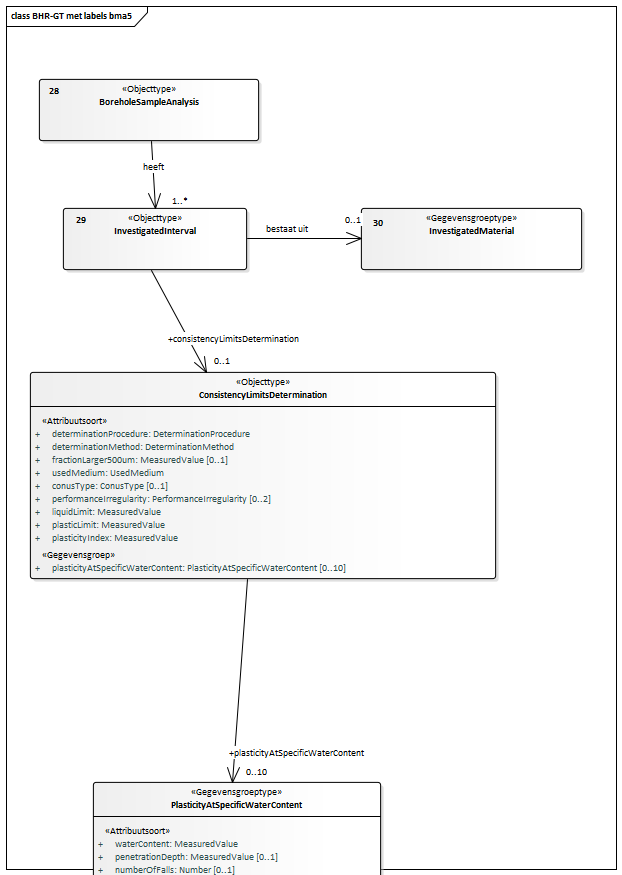 class BHR-GT met labels bma5
28
«Objecttype»
BoreholeSampleAnalysis
heeft
1..*
29
«Objecttype»
InvestigatedInterval
bestaat uit
0..1
30
«Gegevensgroeptype»
InvestigatedMaterial
+consistencyLimitsDetermination
0..1
«Objecttype»
ConsistencyLimitsDetermination
«Attribuutsoort»
+ determinationProcedure: DeterminationProcedure
+ determinationMethod: DeterminationMethod
+ fractionLarger500um: MeasuredValue [0..1]
+ usedMedium: UsedMedium
+ conusType: ConusType [0..1]
+ performanceIrregularity: PerformanceIrregularity [0..2]
+ liquidLimit: MeasuredValue
+ plasticLimit: MeasuredValue
+ plasticityIndex: MeasuredValue
«Gegevensgroep»
+ plasticityAtSpecificWaterContent: PlasticityAtSpecificWaterContent [0..10]
+plasticityAtSpecificWaterContent
0..10
«Gegevensgroeptype»
PlasticityAtSpecificWaterContent
«Attribuutsoort»
+ waterContent: MeasuredValue
+ penetrationDepth: MeasuredValue [0..1]
+ numberOfFalls: Number [0..1]